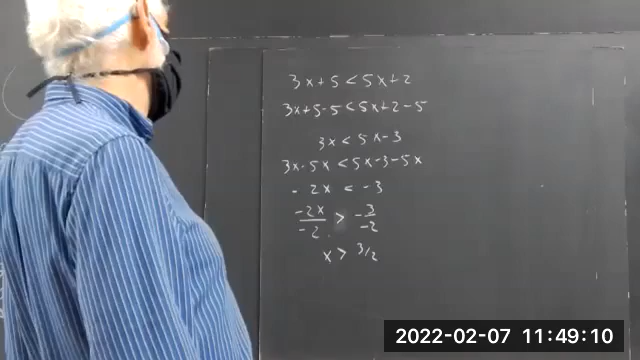 3x+5<5x+2
3x+5-5<5x+2-5
3x<5x-3
3x-5x<5x-3-5x
-2x<-3
-2x/-2 > -3/-2
x>3/2
2022-02-07 11:49:10